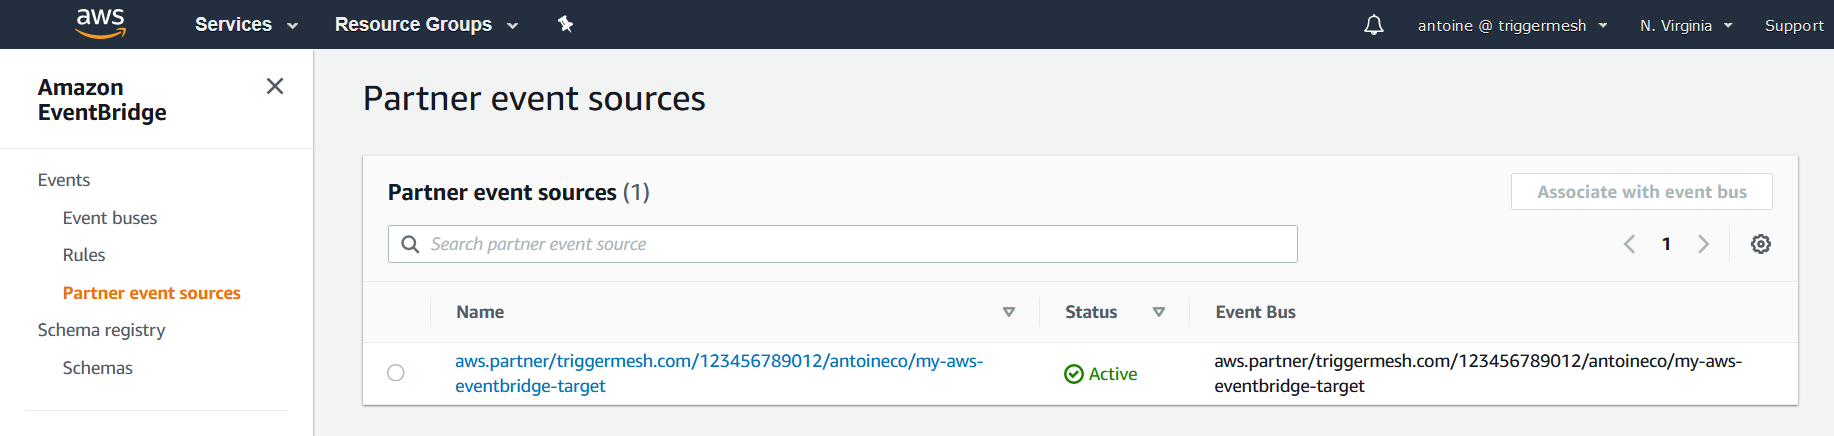 aws
Services
Resource Groups
antoine @ triggermesh
N. Virginia
Support
Amazon
EventBridge
Events
Event buses
Rules
Partner event sources
Schema registry
Schemas
Partner event sources
Partner event sources (1)
Associate with event bus
Search partner event source
1
Name
Status
Event Bus
aws.partner/triggermesh.com/123456789012/antoineco/my-aws-
eventbridge-target
Active
aws.partner/triggermesh.com/123456789012/antoineco/my-aws-
eventbridge-target